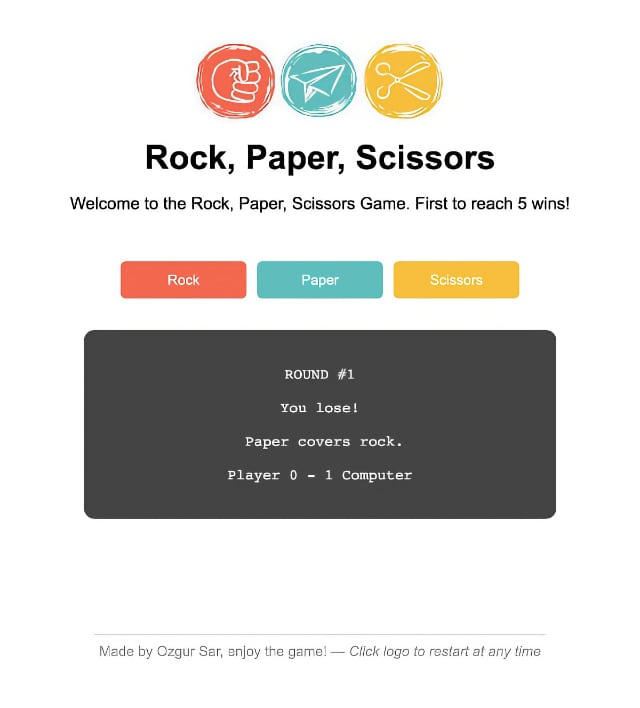 Rock, Paper, Scissors
Welcome to the Rock, Paper, Scissors Game. First to reach 5 wins!
Rock
Paper
Scissors
ROUND #1
You lose!
Paper covers rock.
Player 0 - 1 Computer
Made by Ozgur Sar, enjoy the game! — Click logo to restart at any time